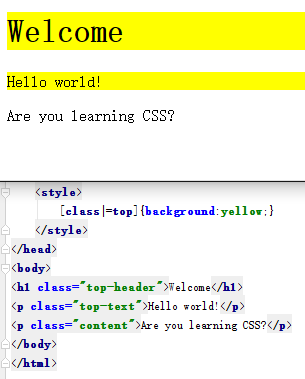 Welcome
Hello world!
Are you learning CSS?
<style>
[class|=top]{background:yellow;}
</style>
</head>
<body>
<h1 class="top-header">Welcome</h1>
<p class="top-text">Hello world!</p>
<p class="content">Are you learning CSS?</p>
</body>
</html>